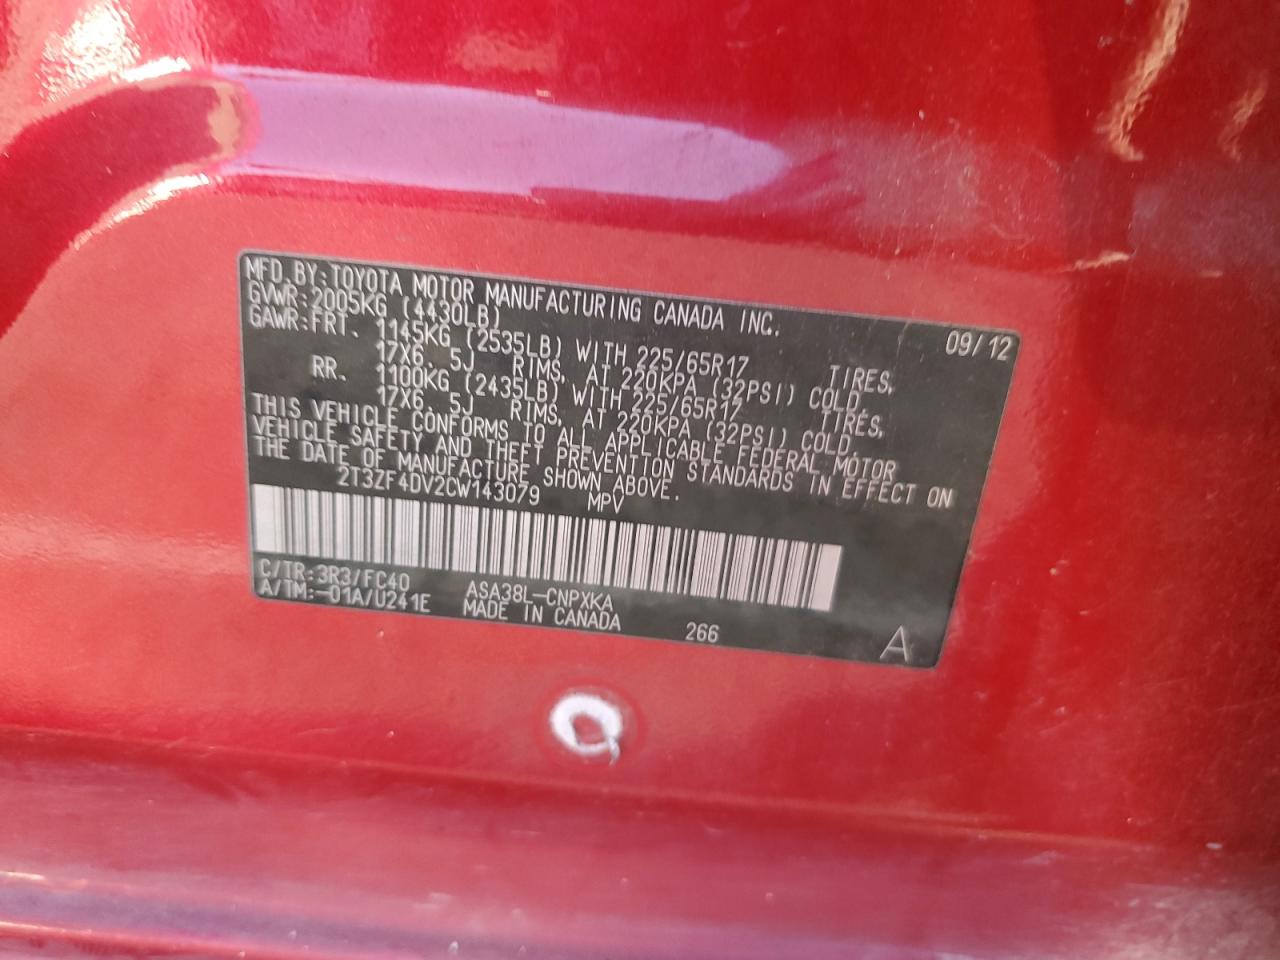 MFD. BY: TOYOTA MOTOR MANUFACTURING CANADA INC.
GVWR: 2005KG (4430LB) 09/12
GAWR: FRT. 1145KG (2535LB) WITH 225/65R17 TIRES,
17X6. 5J RIMS, AT 220KPA (32PSI) COLD.
RR. 1100KG (2435LB) WITH 225/65R17 TIRES,
17X6. 5J RIMS, AT 220KPA (32PSI) COLD.
THIS VEHICLE CONFORMS TO ALL APPLICABLE FEDERAL MOTOR
VEHICLE SAFETY AND THEFT PREVENTION STANDARDS IN EFFECT ON
THE DATE OF MANUFACTURE SHOWN ABOVE.
2T3ZF4DV2CW143079 MPV
C/TR: 3R3/FC40 ASA38L-CNPXKA
A/TM: -01A/U241E MADE IN CANADA 266 A